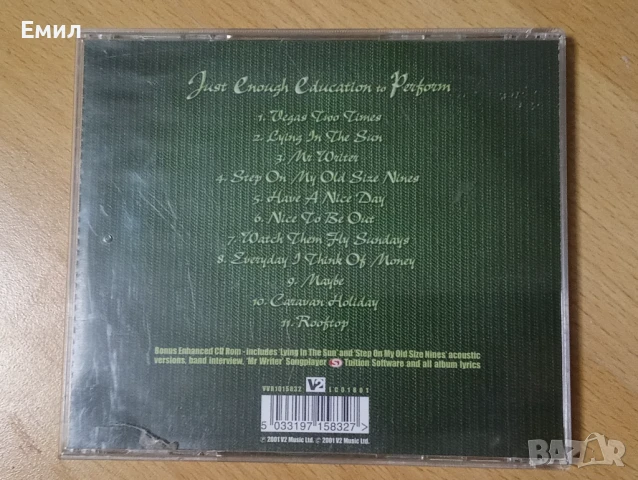 Емил
Just Enough Education to Perform
1. Vegas Two Times
2. Lying In The Sun
3. Mr Writer
4. Step On My Old Size Nines
5. Have A Nice Day
6. Nice To Be Out
7. Watch Them Fly Sundays
8. Everyday I Think Of Money
9. Maybe
10. Caravan Holiday
11. Rooftop
Bonus Enhanced CD Rom - Includes 'Lying In The Sun' and 'Step On My Old Size Nines' acoustic
versions, band interview, 'Mr Writer' Songplayer Tuition Software and all album lyrics
VVR1015832 V2 LC01801
5 033197 158327 >
℗ 2001 V2 Music Ltd. © 2001 V2 Music Ltd.
BAZAR